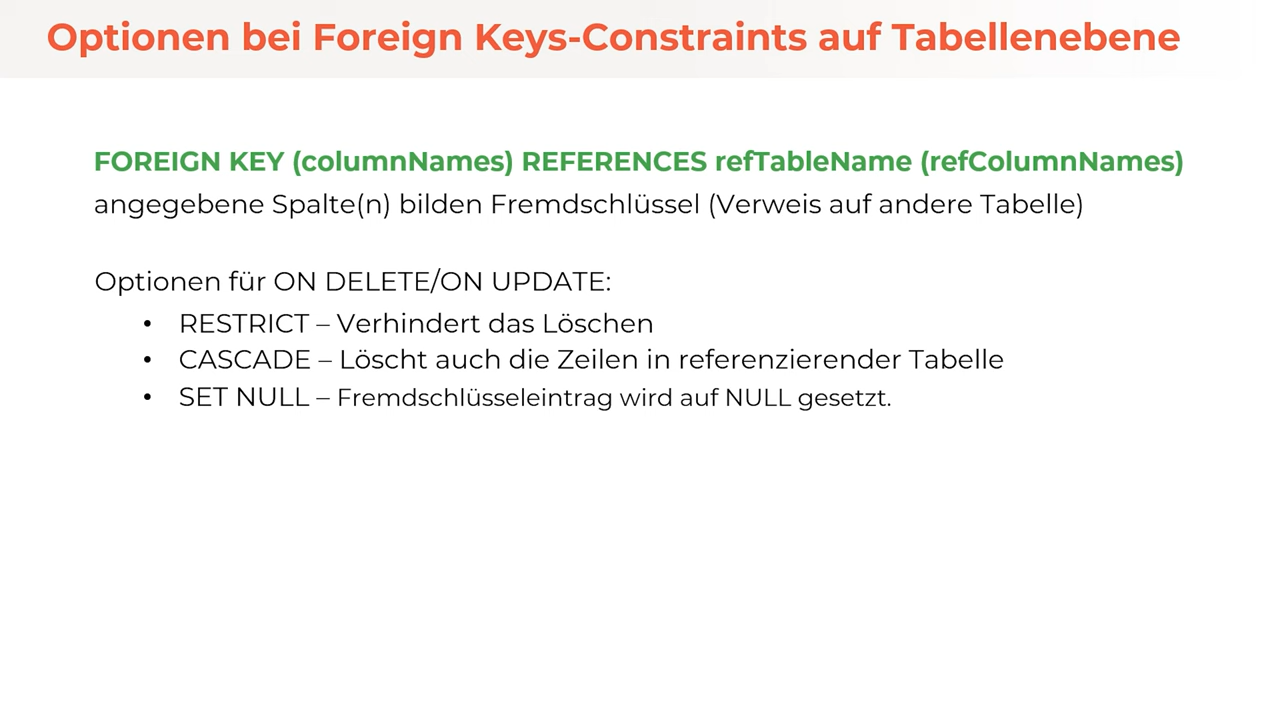 Optionen bei Foreign Keys-Constraints auf Tabellenebene
FOREIGN KEY (columnNames) REFERENCES refTableName (refColumnNames)
angegebene Spalte(n) bilden Fremdschlüssel (Verweis auf andere Tabelle)
Optionen für ON DELETE/ON UPDATE:
• RESTRICT – Verhindert das Löschen
• CASCADE – Löscht auch die Zeilen in referenzierender Tabelle
• SET NULL – Fremdschlüsseleintrag wird auf NULL gesetzt.